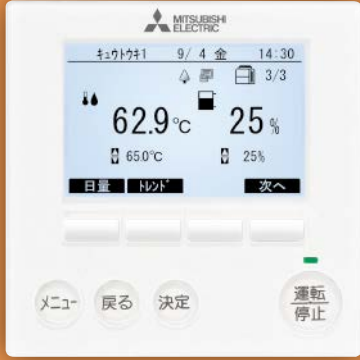 MITSUBISHI
ELECTRIC
キュウトウキ1 9/ 4 金 14:30
3/3
62.9℃ 25%
65.0℃ 25%
日量 トレンド 次へ
メニュー 戻る 決定 運転
停止